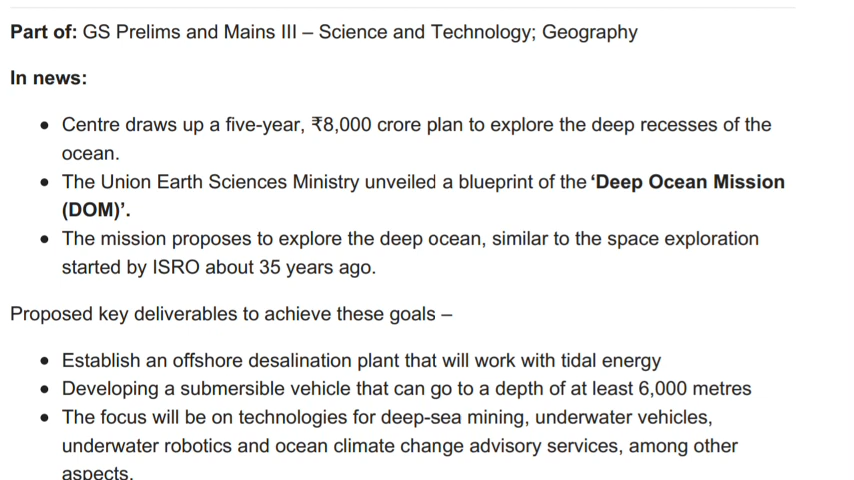 Part of: GS Prelims and Mains III – Science and Technology; Geography
In news:
● Centre draws up a five-year, ₹8,000 crore plan to explore the deep recesses of the
ocean.
● The Union Earth Sciences Ministry unveiled a blueprint of the ‘Deep Ocean Mission
(DOM)’.
● The mission proposes to explore the deep ocean, similar to the space exploration
started by ISRO about 35 years ago.
Proposed key deliverables to achieve these goals –
● Establish an offshore desalination plant that will work with tidal energy
● Developing a submersible vehicle that can go to a depth of at least 6,000 metres
● The focus will be on technologies for deep-sea mining, underwater vehicles,
underwater robotics and ocean climate change advisory services, among other
aspects.